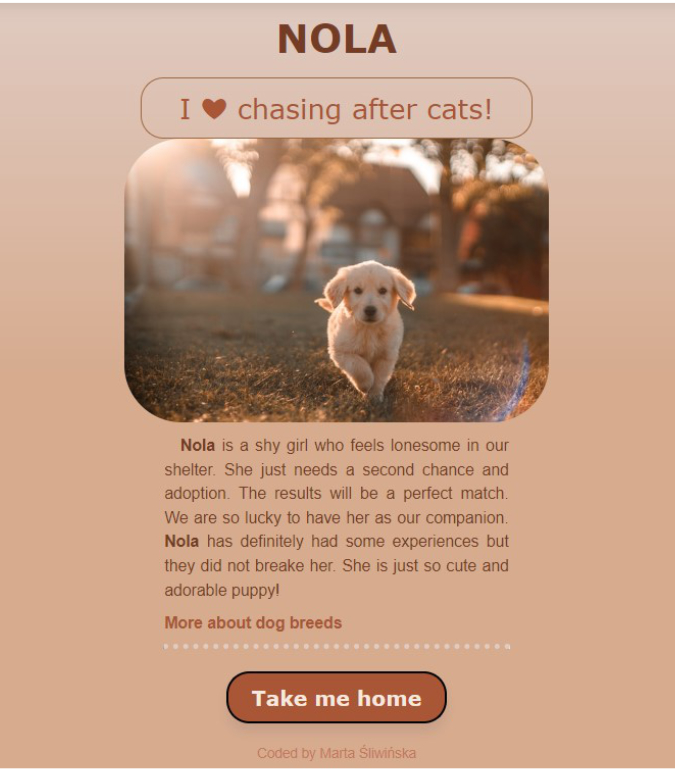 NOLA
I ♥ chasing after cats!
Nola is a shy girl who feels lonesome in our
shelter. She just needs a second chance and
adoption. The results will be a perfect match.
We are so lucky to have her as our companion.
Nola has definitely had some experiences but
they did not breake her. She is just so cute and
adorable puppy!
More about dog breeds
Take me home
Coded by Marta Śliwińska